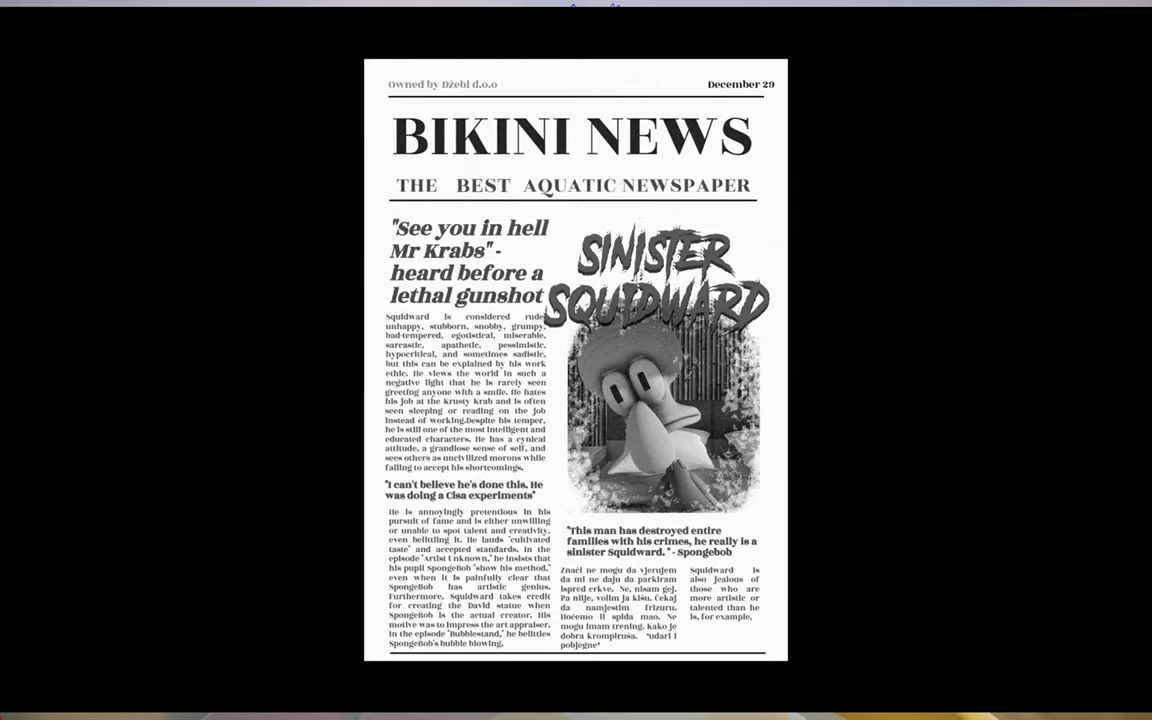 Owned by Džebi d.o.o
December 29
BIKINI NEWS
THE BEST AQUATIC NEWSPAPER
"See you in hell
Mr Krabs" -
heard before a
lethal gunshot
Squidward is considered rude,
unhappy, stubborn, snobby, grumpy,
bad-tempered, egotistical, miserable,
sarcastic, apathetic, pessimistic,
hypocritical, and sometimes sadistic,
but this can be explained by his work
ethic. He views the world in such a
negative light that he is rarely seen
greeting anyone with a smile. He hates
his job at the Krusty Krab and is often
seen sleeping or reading on the job
instead of working.Despite his temper,
he is still one of the most intelligent and
educated characters. He has a cynical
attitude, a grandiose sense of self, and
sees others as uncivilized morons while
failing to accept his shortcomings.
"I can't believe he's done this. He
was doing a Cisa experiments"
He is annoyingly pretentious in his
pursuit of fame and is either unwilling
or unable to spot talent and creativity,
even belittling it. He lauds "cultivated
taste" and accepted standards. In the
episode "Artist Unknown," he insists that
his pupil SpongeBob "show his method,"
even when it is painfully clear that
SpongeBob has artistic genius.
Furthermore, Squidward takes credit
for creating the David statue when
SpongeBob is the actual creator. His
motive was to impress the art appraiser.
In the episode "Bubblestand," he belittles
SpongeBob's bubble blowing.
SINISTER
SQUIDWARD
"This man has destroyed entire
families with his crimes, he really is a
sinister Squidward. " - Spongebob
Znači ne mogu da vjerujem
da mi ne daju da parkiram
ispred crkve. Ne, nisam gej.
Pa nije, volim ja kišu. Čekaj
da namjestim frizuru.
Hoćemo li spida mao. Ne
mogu imam trening. Kako je
dobra krompiruša. *udari i
pobjegne*
Squidward is
also jealous of
those who are
more artistic or
talented than he
is, for example,